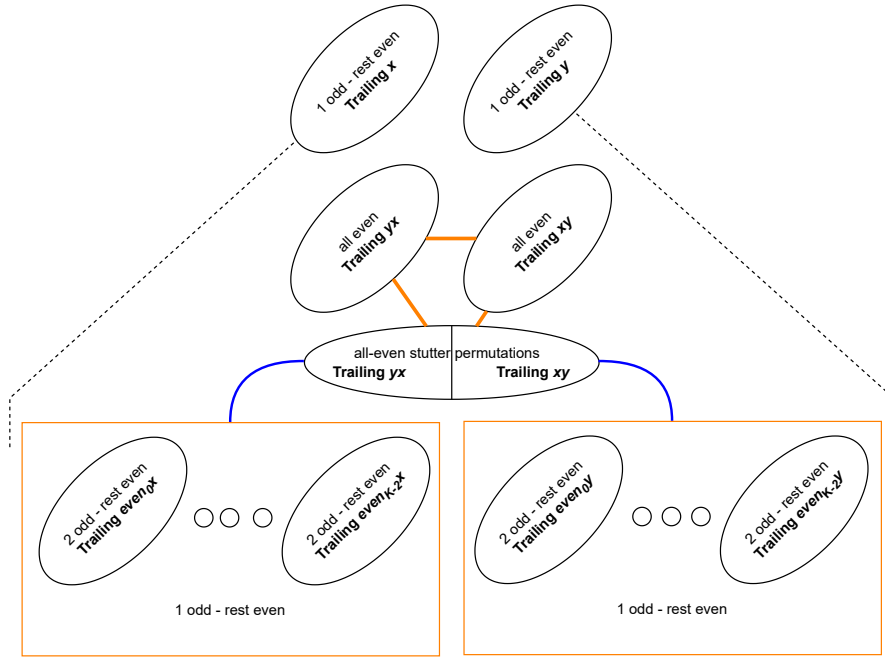 1 odd - rest even
Trailing x
1 odd - rest even
Trailing y
all even
Trailing yx
all even
Trailing xy
all-even stutter permutations
Trailing yx
Trailing xy
2 odd - rest even
Trailing even0x
2 odd - rest even
Trailing evenK-2x
1 odd - rest even
2 odd - rest even
Trailing even0y
2 odd - rest even
Trailing evenK-2y
1 odd - rest even